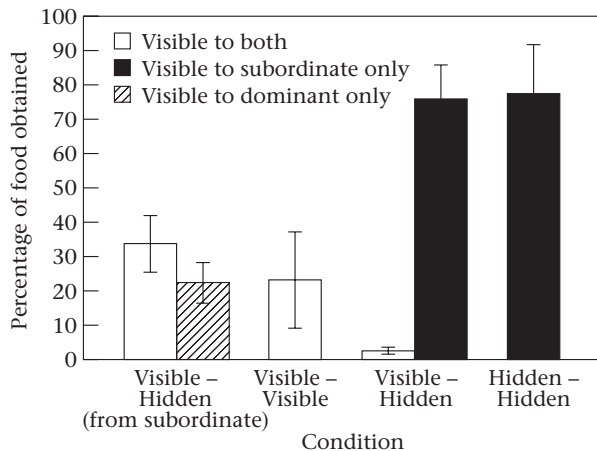 100
90
80
70
60
50
40
30
20
10
0
Percentage of food obtained
Visible to both
Visible to subordinate only
Visible to dominant only
Visible –
Hidden
(from subordinate)
Visible –
Visible
Visible –
Hidden
Hidden –
Hidden
Condition